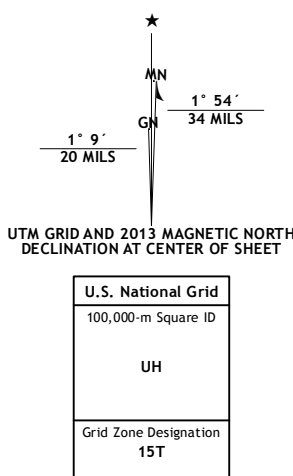 ★
MN
1° 54´
34 MILS
GN
1° 9´
20 MILS
UTM GRID AND 2013 MAGNETIC NORTH
DECLINATION AT CENTER OF SHEET
U.S. National Grid
100,000-m Square ID
UH
Grid Zone Designation
15T